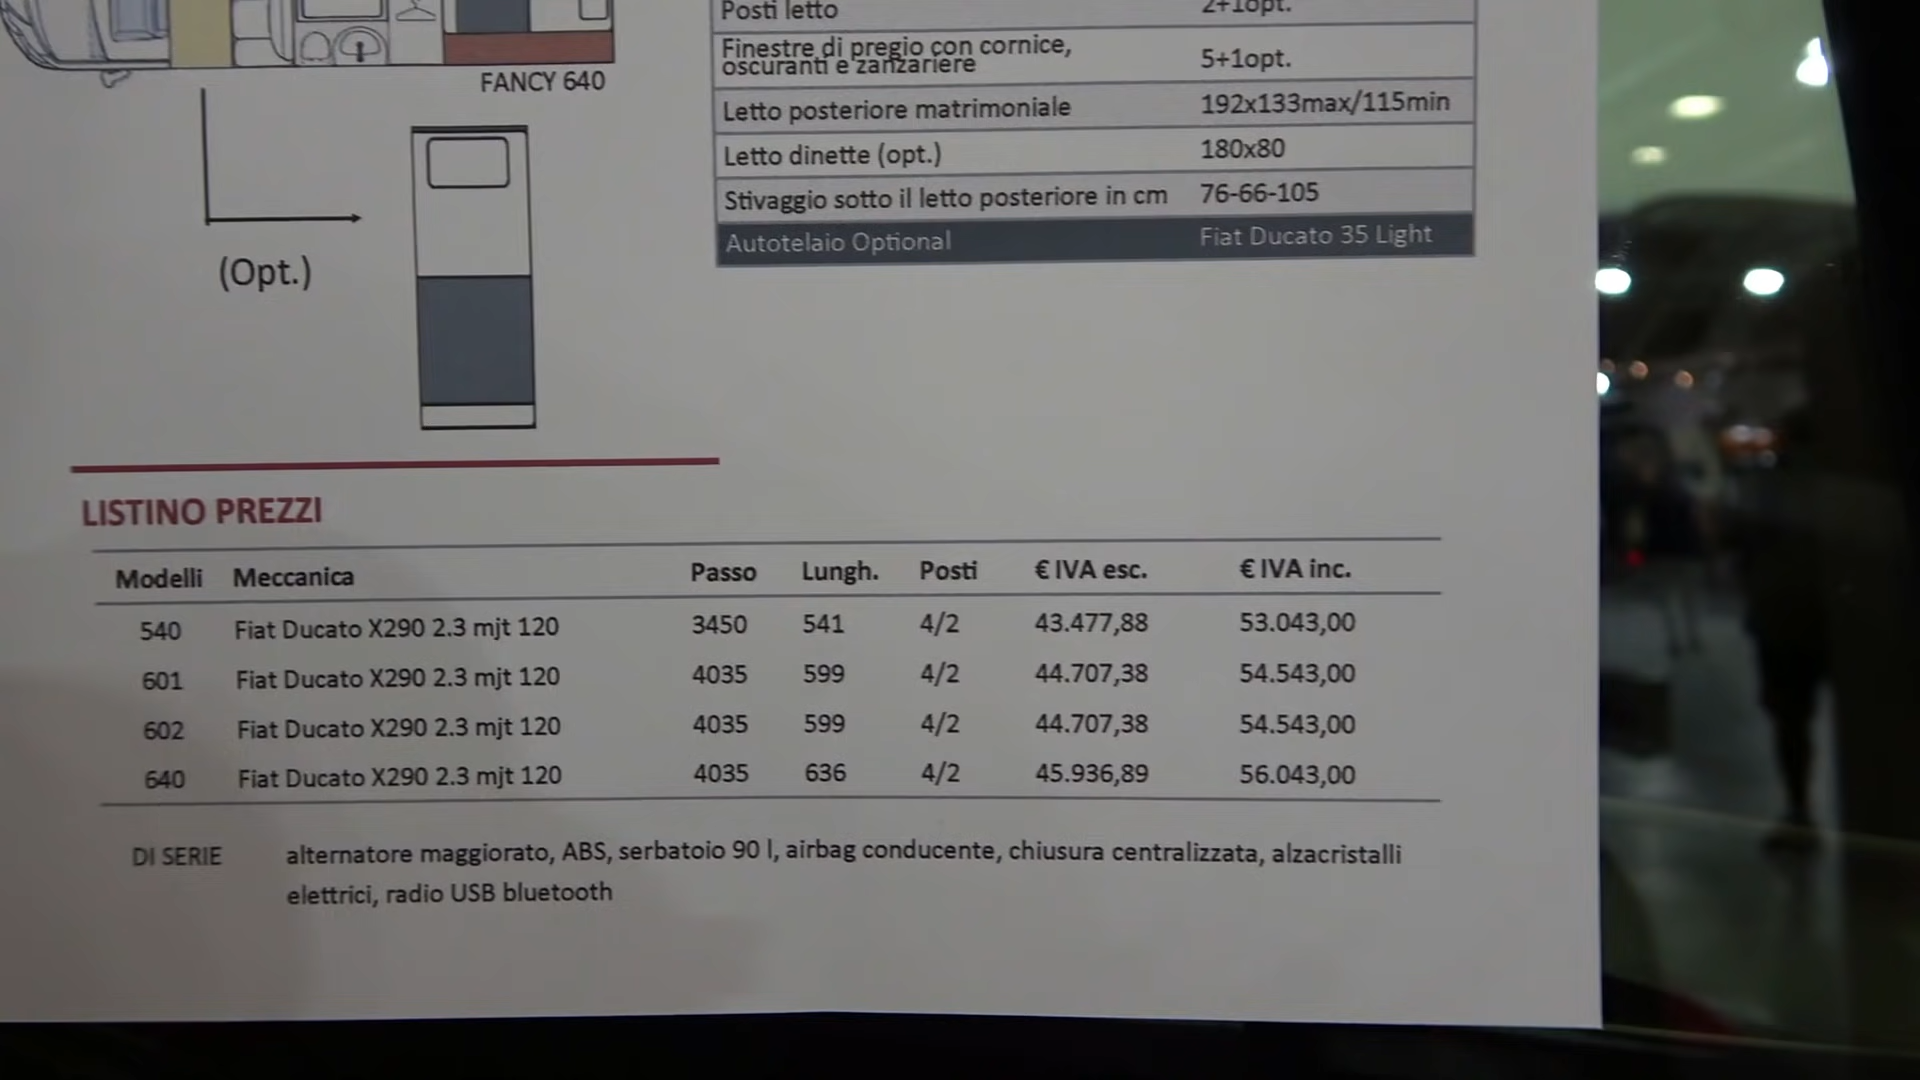 Posti letto 2+1opt.
Finestre di pregio con cornice,
oscuranti e zanzariere 5+1opt.
FANCY 640
Letto posteriore matrimoniale 192x133max/115min
Letto dinette (opt.) 180x80
Stivaggio sotto il letto posteriore in cm 76-66-105
Autotelaio Optional Fiat Ducato 35 Light
(Opt.)
LISTINO PREZZI
Modelli Meccanica Passo Lungh. Posti € IVA esc. € IVA inc.
540 Fiat Ducato X290 2.3 mjt 120 3450 541 4/2 43.477,88 53.043,00
601 Fiat Ducato X290 2.3 mjt 120 4035 599 4/2 44.707,38 54.543,00
602 Fiat Ducato X290 2.3 mjt 120 4035 599 4/2 44.707,38 54.543,00
640 Fiat Ducato X290 2.3 mjt 120 4035 636 4/2 45.936,89 56.043,00
DI SERIE alternatore maggiorato, ABS, serbatoio 90 l, airbag conducente, chiusura centralizzata, alzacristalli
elettrici, radio USB bluetooth